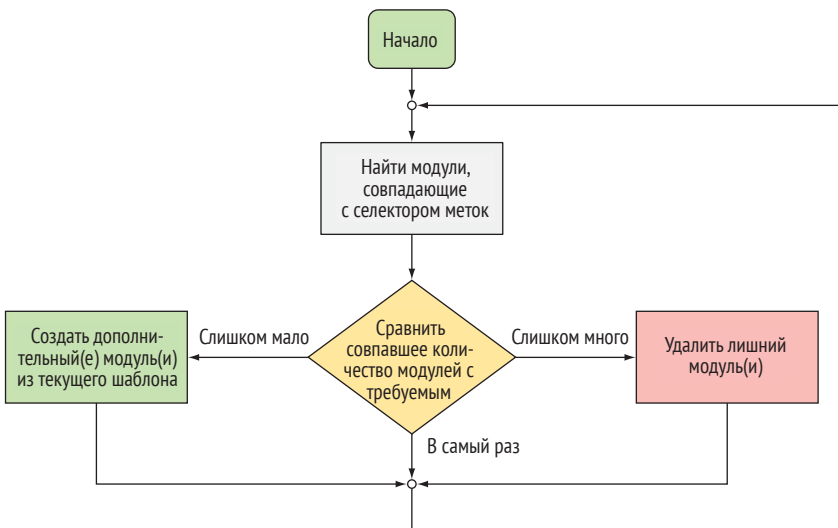 Начало
Найти модули,
совпадающие
с селектором меток
Создать дополни-
тельный(е) модуль(и)
из текущего шаблона
Слишком мало
Сравнить
совпавшее коли-
чество модулей с
требуемым
Слишком много
Удалить лишний
модуль(и)
В самый раз